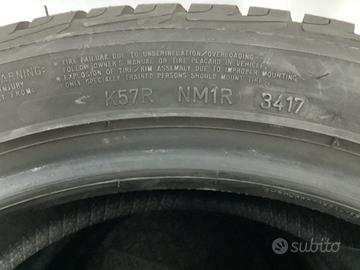 WARNING:
INJURY
• TIRE FAILURE DUE TO UNDERINFLATION/OVERLOADING-
FOLLOW OWNER'S MANUAL OR TIRE PLACARD IN VEHICLE.
• EXPLOSION OF TIRE/RIM ASSEMBLY DUE TO IMPROPER MOUNTING-
ONLY SPECIALLY TRAINED PERSONS SHOULD MOUNT
T FROM:
K57R NM1R 3417
subito